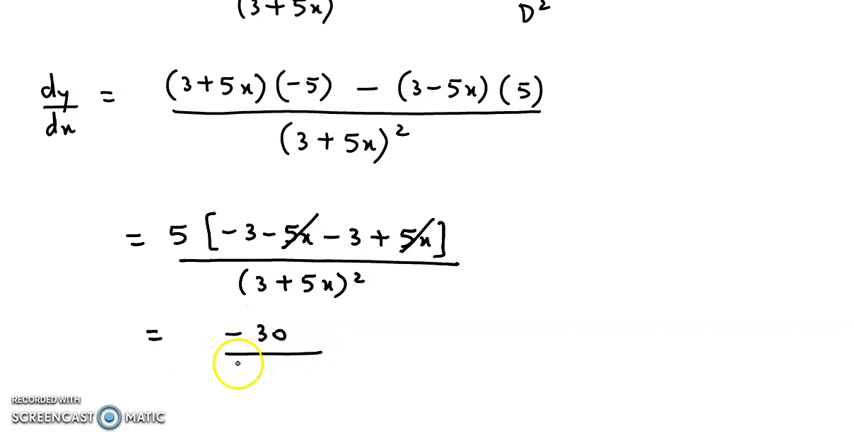 (3+5x) D²
dy/dx = (3+5x)(-5) - (3-5x)(5) / (3+5x)²
= 5 [-3-5x-3+5x] / (3+5x)²
= -30
RECORDED WITH
SCREENCAST MATIC